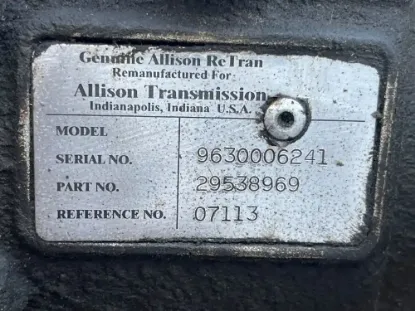 Genuine Allison ReTran
Remanufactured For
Allison Transmission
Indianapolis, Indiana U.S.A.
MODEL
SERIAL NO. 9630006241
PART NO. 29538969
REFERENCE NO. 07113